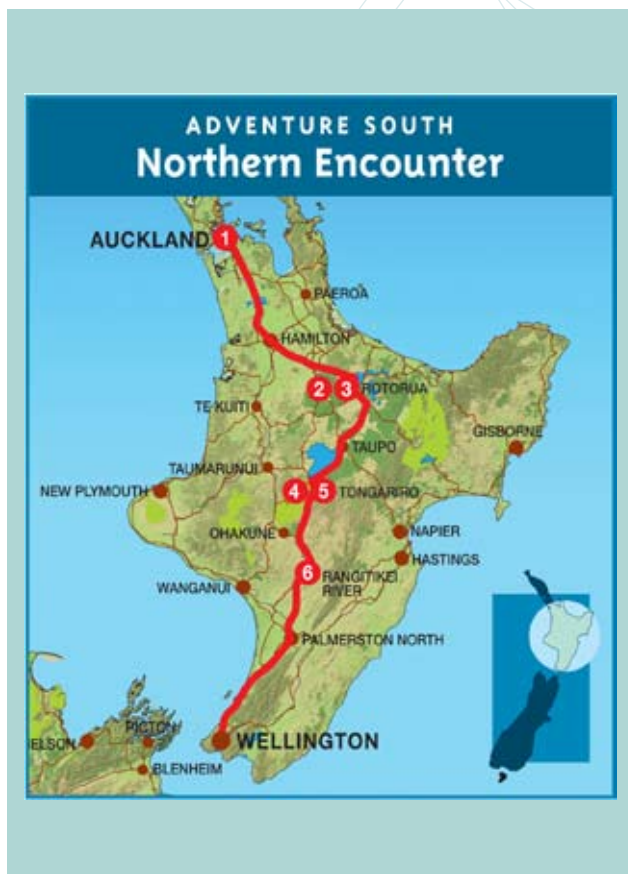 ADVENTURE SOUTH
Northern Encounter
AUCKLAND 1
PAEROA
HAMILTON
2 3 ROTORUA
TE KUITI
GISBORNE
TAUPO
TAUMARUNUI
NEW PLYMOUTH
4 5 TONGARIRO
OHAKUNE
NAPIER
HASTINGS
6 RANGITIKEI
RIVER
WANGANUI
PALMERSTON NORTH
PICTON
ELSON
WELLINGTON
BLENHEIM